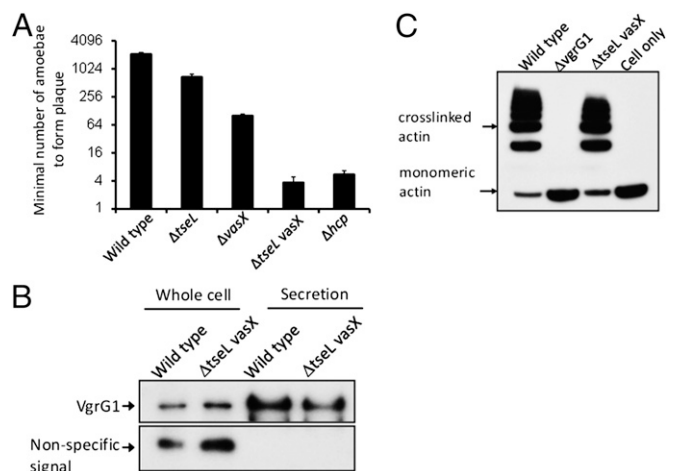 A
Minimal number of amoebae
to form plaque
4096
1024
256
64
16
4
1
Wild type
ΔtseL
ΔvasX
ΔtseL vasX
Δhcp
B
Whole cell
Secretion
Wild type
ΔtseL vasX
Wild type
ΔtseL vasX
VgrG1
Non-specific
signal
C
Wild type
ΔvgrG1
ΔtseL vasX
Cell only
crosslinked
actin
monomeric
actin